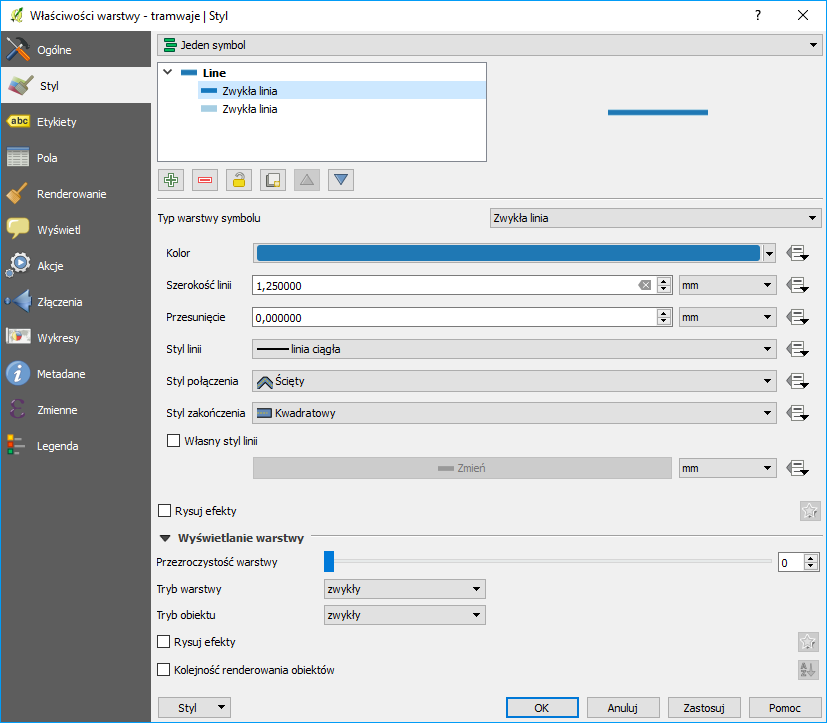 Właściwości warstwy - tramwaje | Styl
?
Ogólne
Styl
abc Etykiety
Pola
Renderowanie
Wyświetl
Akcje
Złączenia
Wykresy
Metadane
Zmienne
Legenda
Jeden symbol
Line
Zwykła linia
Zwykła linia
Typ warstwy symbolu Zwykła linia
Kolor
Szerokość linii 1,250000 mm
Przesunięcie 0,000000 mm
Styl linii linia ciągła
Styl połączenia Ścięty
Styl zakończenia Kwadratowy
Własny styl linii
Zmień mm
Rysuj efekty
Wyświetlanie warstwy
Przezroczystość warstwy 0
Tryb warstwy zwykły
Tryb obiektu zwykły
Rysuj efekty
Kolejność renderowania obiektów
Styl OK Anuluj Zastosuj Pomoc